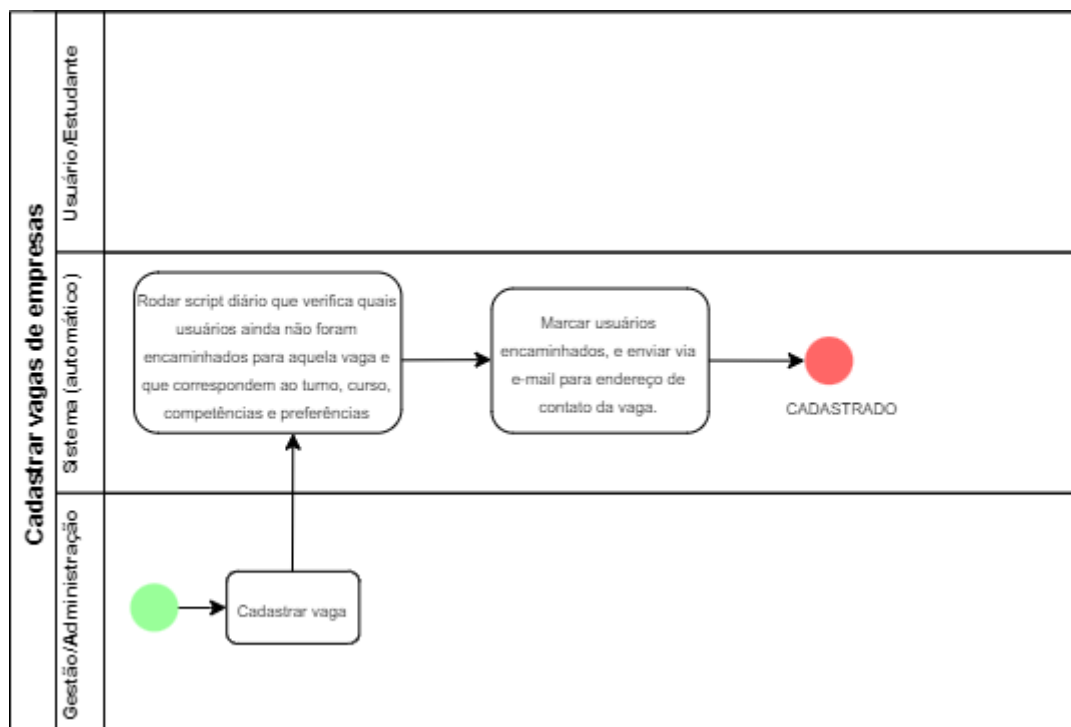 Cadastrar vagas de empresas
Usuário/Estudante
Sistema (automático)
Rodar script diário que verifica quais
usuários ainda não foram
encaminhados para aquela vaga e
que correspondem ao turno, curso,
competências e preferências
Marcar usuários
encaminhados, e enviar via
e-mail para endereço de
contato da vaga.
CADASTRADO
Gestão/Administração
Cadastrar vaga